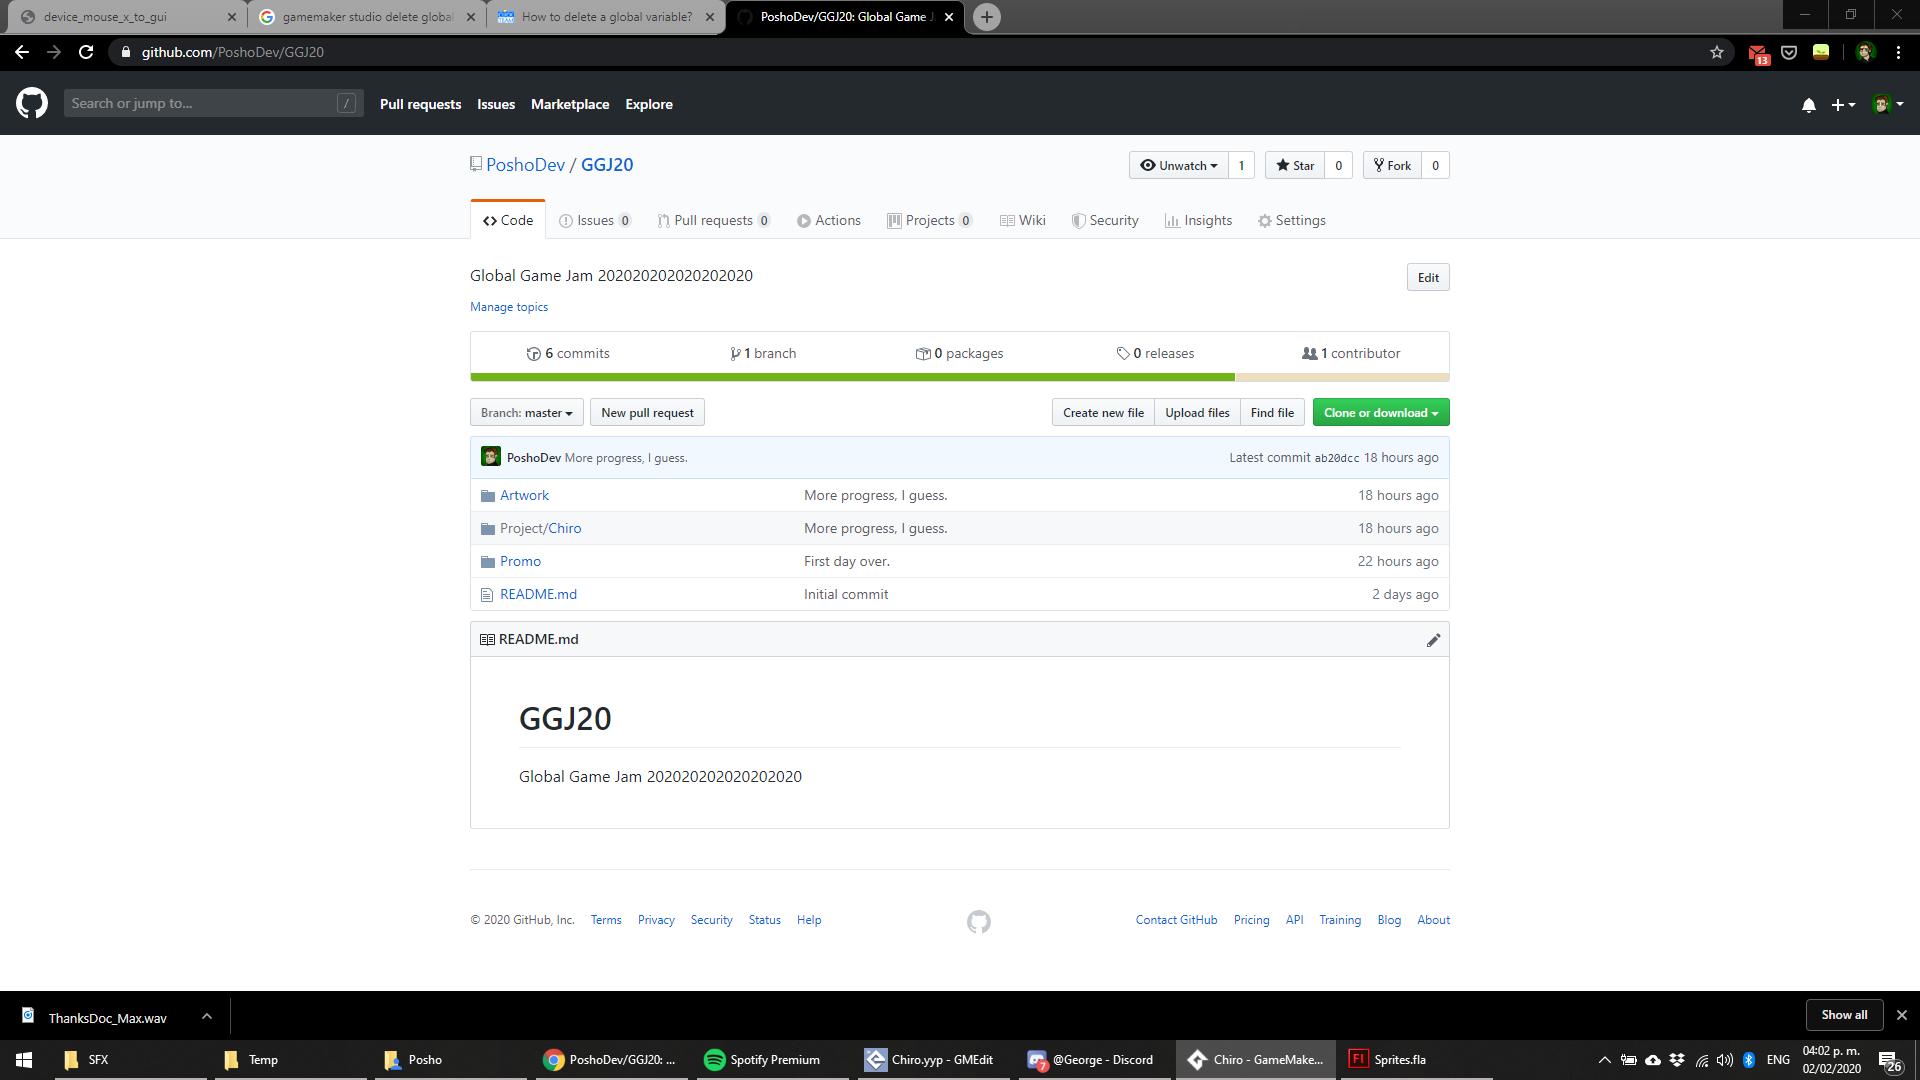 device_mouse_x_to_gui
gamemaker studio delete global
How to delete a global variable?
PoshoDev/GGJ20: Global Game J
github.com/PoshoDev/GGJ20
13
Search or jump to...
/
Pull requests
Issues
Marketplace
Explore
PoshoDev / GGJ20
Unwatch 1
Star 0
Fork 0
Code
Issues 0
Pull requests 0
Actions
Projects 0
Wiki
Security
Insights
Settings
Global Game Jam 202020202020202020
Edit
Manage topics
6 commits
1 branch
0 packages
0 releases
1 contributor
Branch: master
New pull request
Create new file
Upload files
Find file
Clone or download
PoshoDev More progress, I guess.
Latest commit ab20dcc 18 hours ago
Artwork More progress, I guess. 18 hours ago
Project/Chiro More progress, I guess. 18 hours ago
Promo First day over. 22 hours ago
README.md Initial commit 2 days ago
README.md
GGJ20
Global Game Jam 202020202020202020
© 2020 GitHub, Inc.
Terms
Privacy
Security
Status
Help
Contact GitHub
Pricing
API
Training
Blog
About
ThanksDoc_Max.wav
Show all
SFX
Temp
Posho
PoshoDev/GGJ20: ...
Spotify Premium
Chiro.yyp - GMEdit
7
@George - Discord
Chiro - GameMake...
Fl
Sprites.fla
ENG
04:02 p. m.
02/02/2020
26